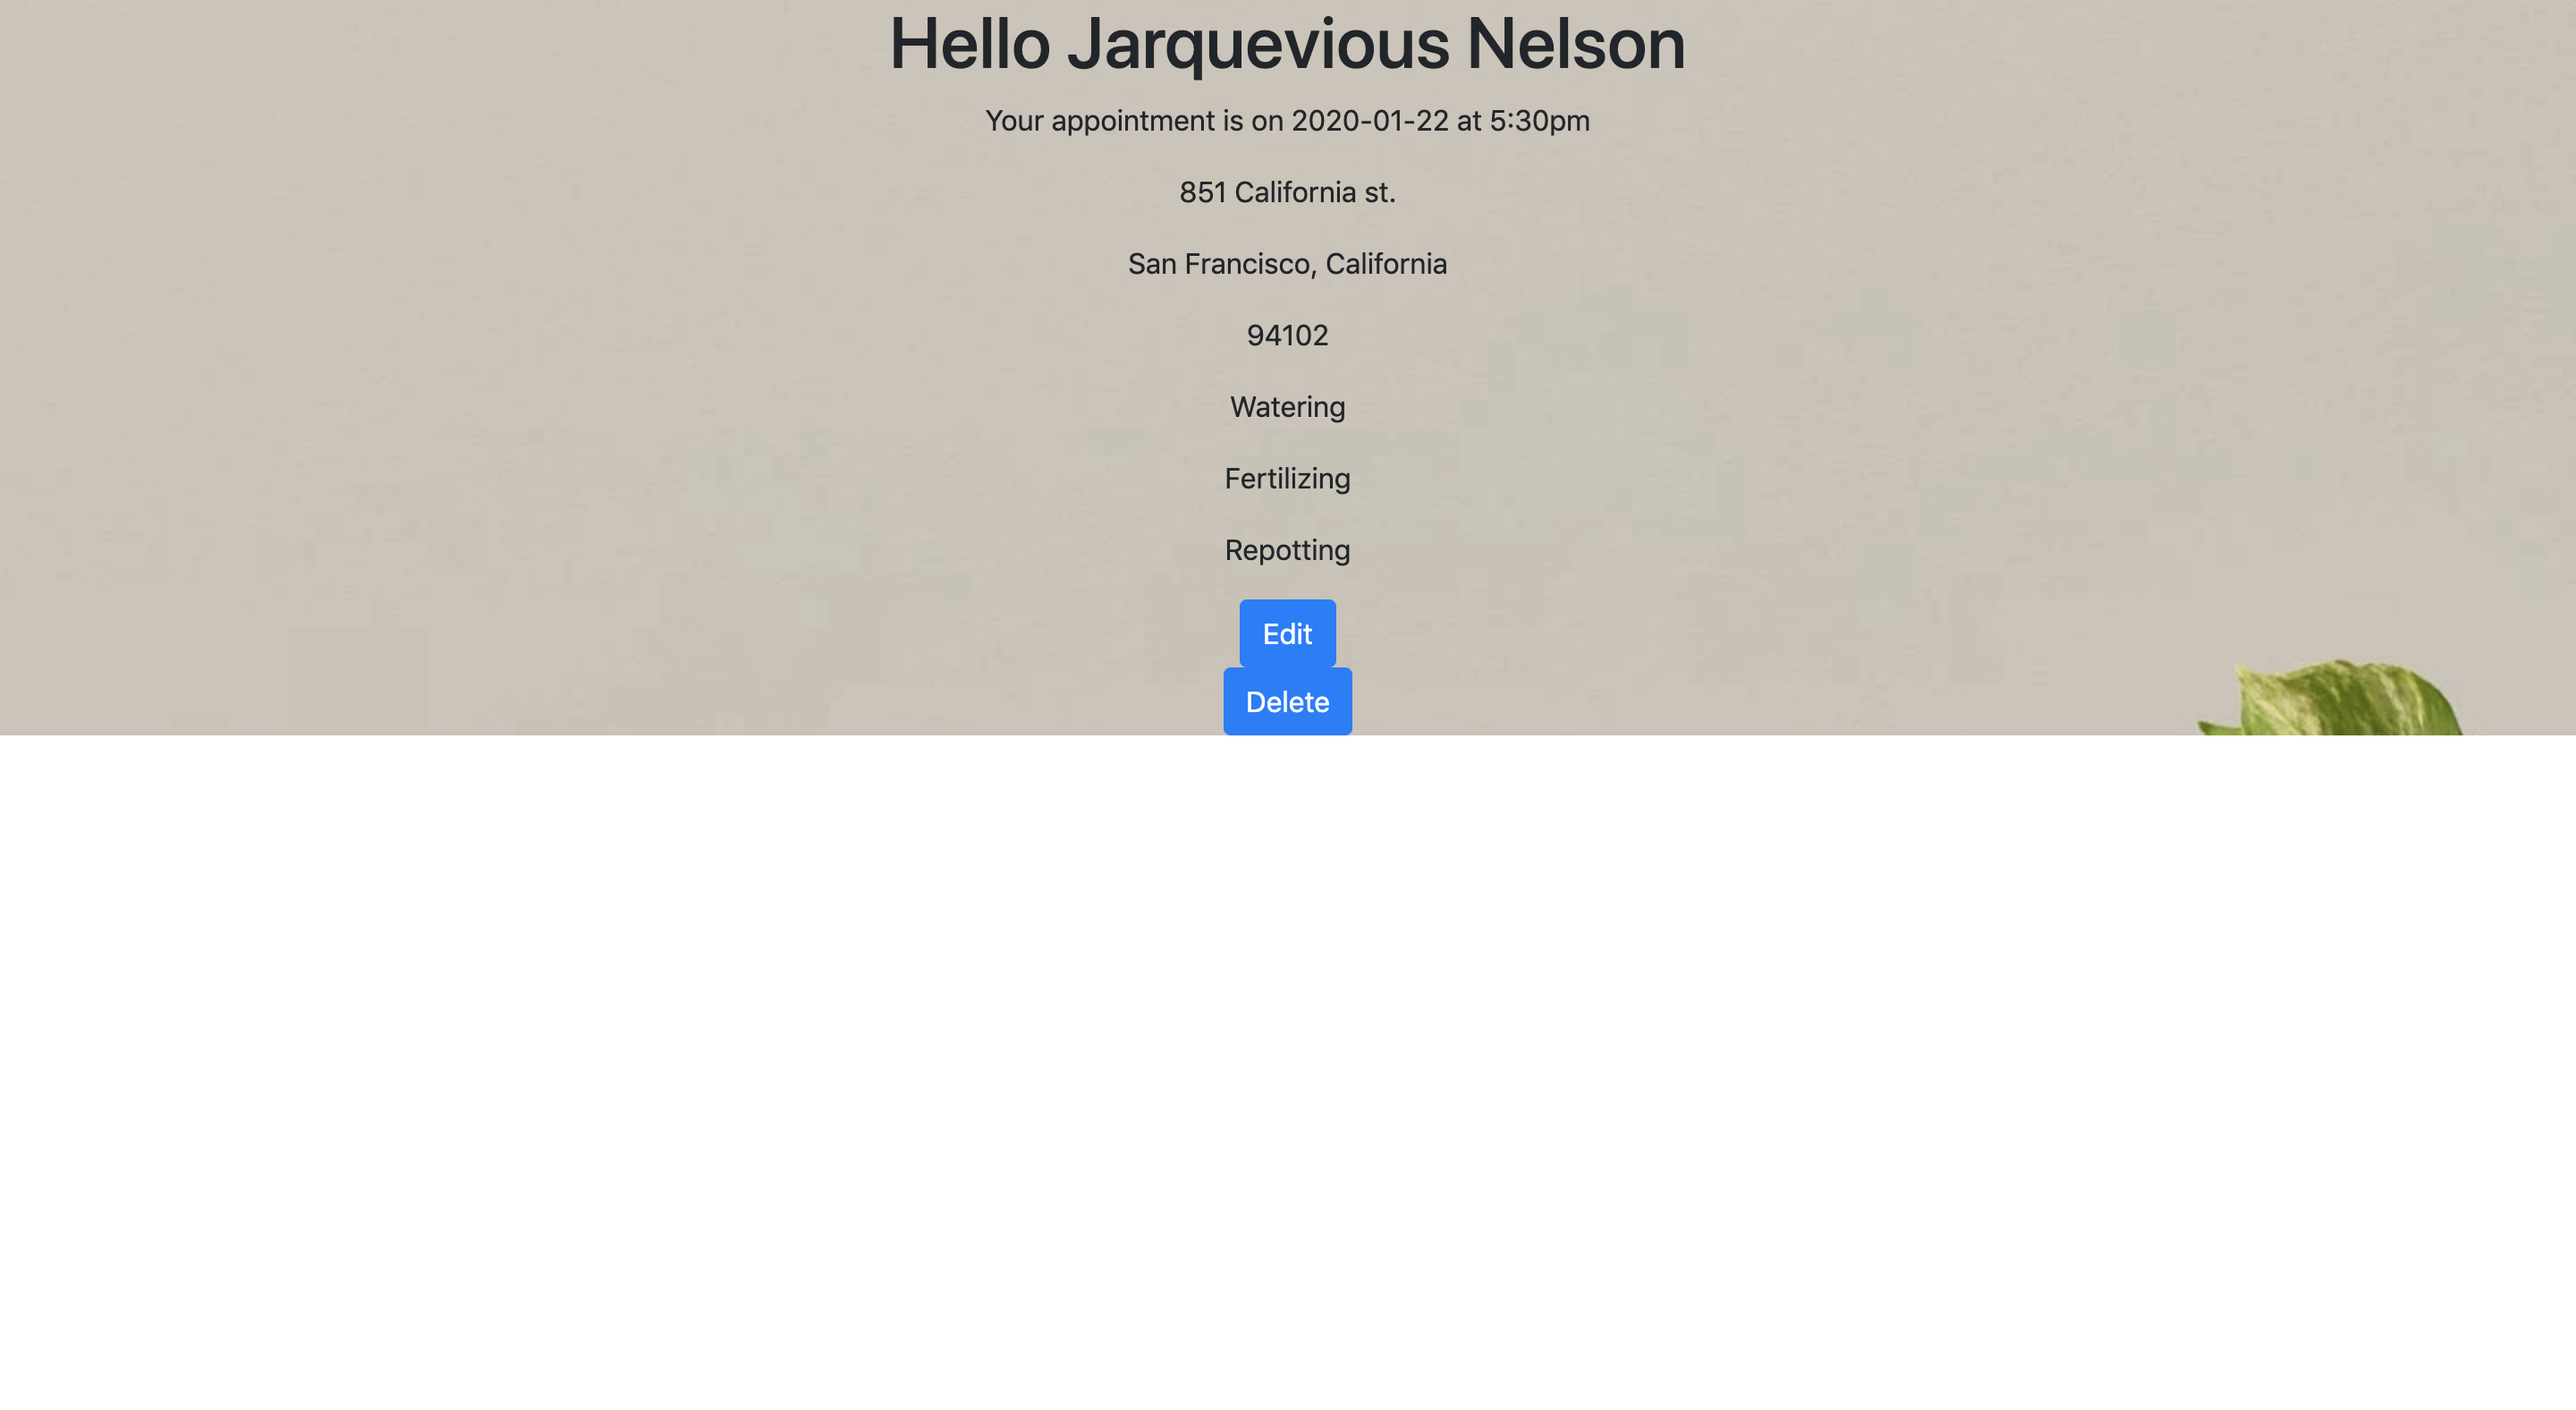 Hello Jarquevious Nelson
Your appointment is on 2020-01-22 at 5:30pm
851 California st.
San Francisco, California
94102
Watering
Fertilizing
Repotting
Edit
Delete